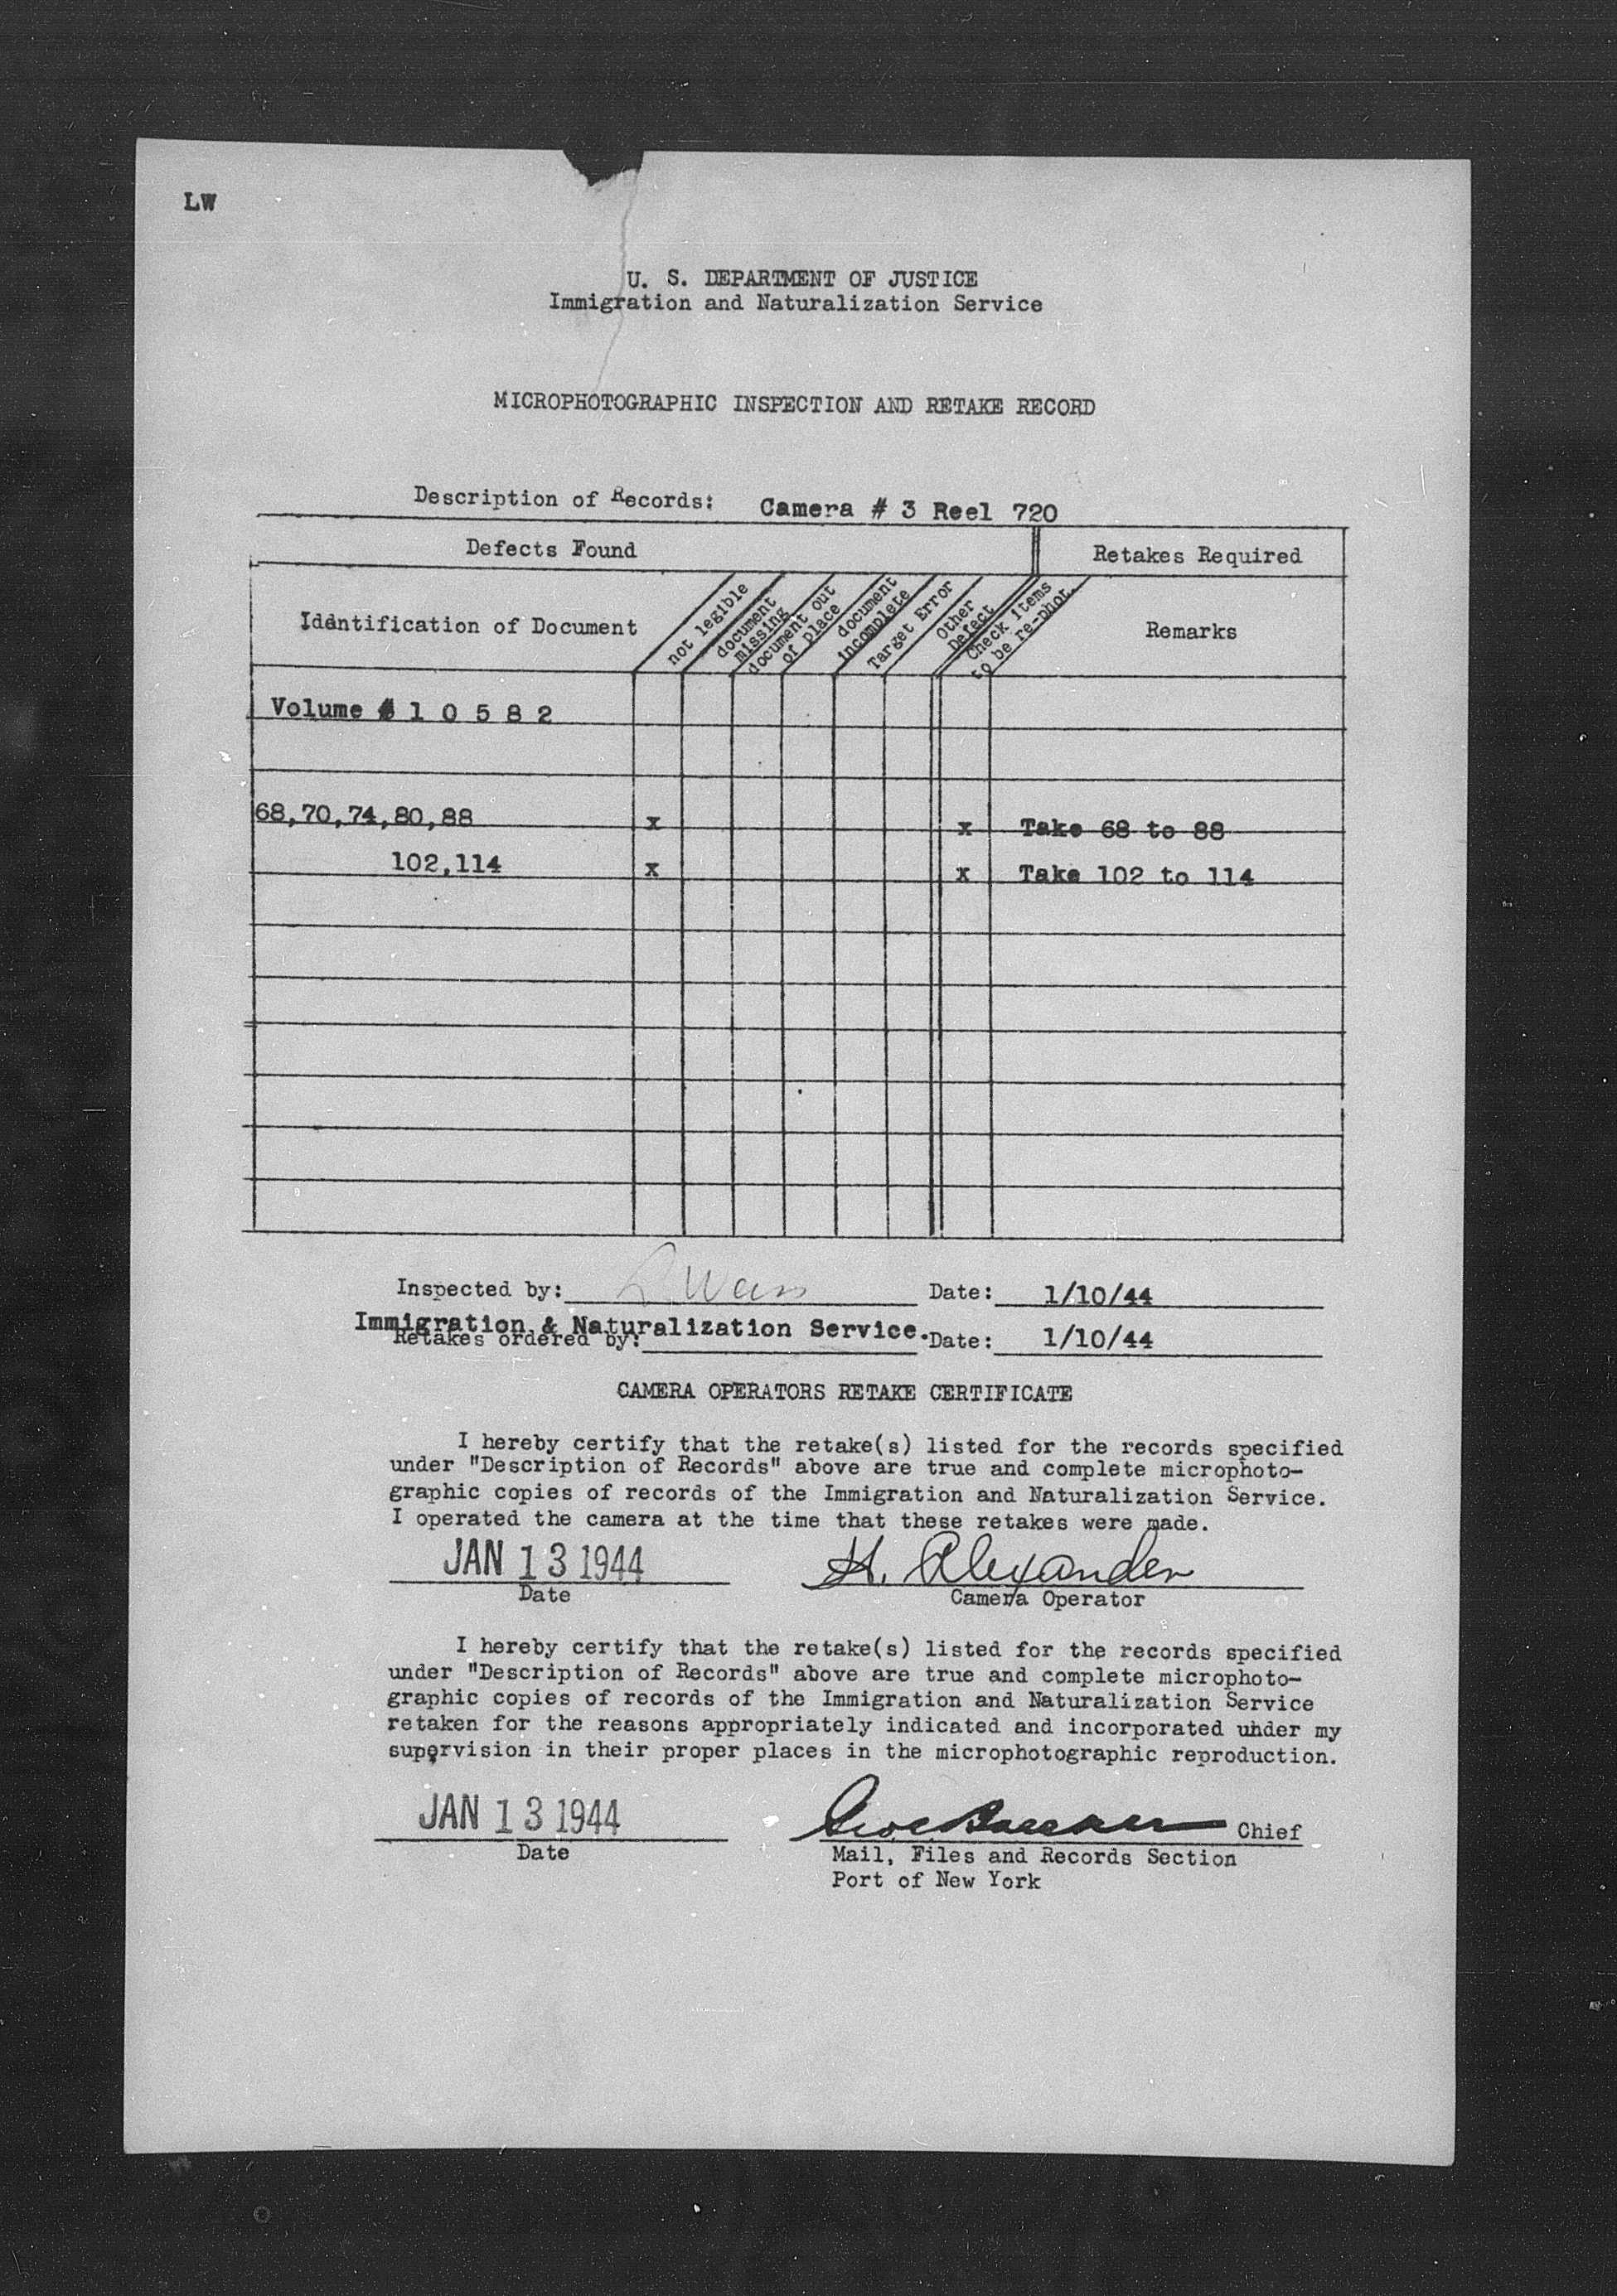 LW
U. S. DEPARTMENT OF JUSTICE
Immigration and Naturalization Service
MICROPHOTOGRAPHIC INSPECTION AND RETAKE RECORD
Description of Records: Camera # 3 Reel 720
Defects Found
Retakes Required
Identification of Document
not legible
document missing
document out of place
document incomplete
Target Error
Other Defect
Check items to be re-phot.
Remarks
Volume # 1 0 5 8 2
68,70,74,80,88 x x Take 68 to 88
102,114 x x Take 102 to 114
Inspected by: L Weiss Date: 1/10/44
Immigration & Naturalization Service.
Retakes ordered by: Date: 1/10/44
CAMERA OPERATORS RETAKE CERTIFICATE
I hereby certify that the retake(s) listed for the records specified
under "Description of Records" above are true and complete microphoto-
graphic copies of records of the Immigration and Naturalization Service.
I operated the camera at the time that these retakes were made.
JAN 13 1944 H. Alexander
Date Camera Operator
I hereby certify that the retake(s) listed for the records specified
under "Description of Records" above are true and complete microphoto-
graphic copies of records of the Immigration and Naturalization Service
retaken for the reasons appropriately indicated and incorporated under my
supervision in their proper places in the microphotographic reproduction.
JAN 13 1944 Chief
Date Mail, Files and Records Section
Port of New York